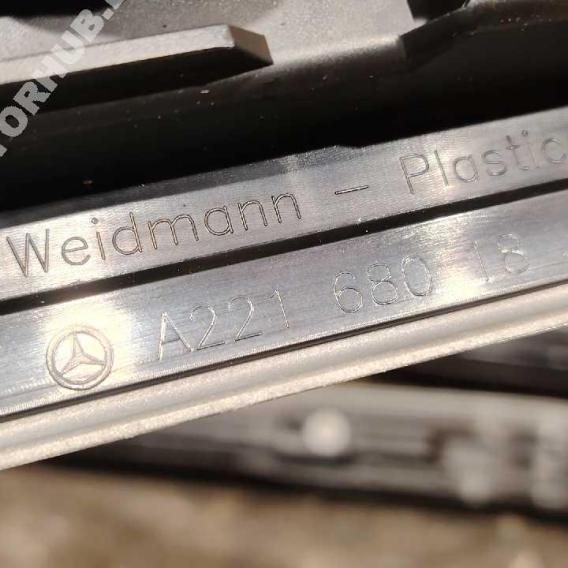 Weidmann – Plastic
A221 680 18